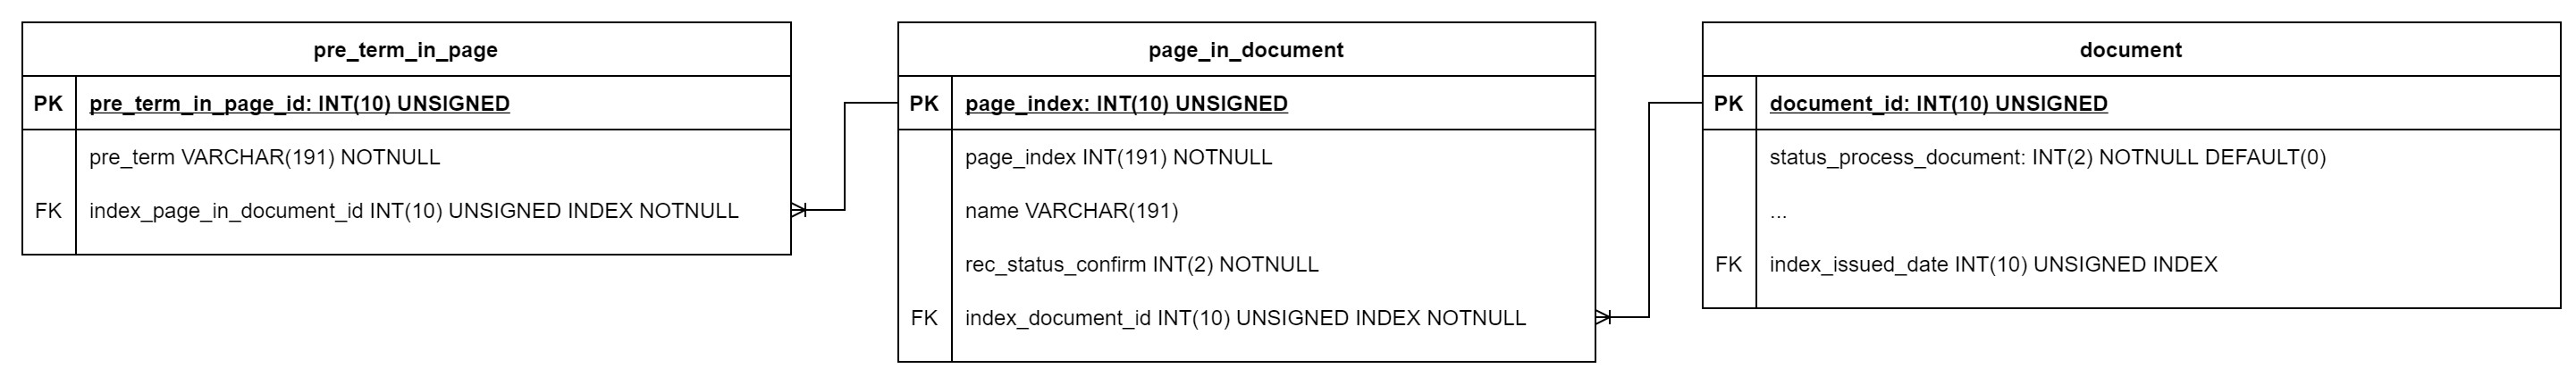 pre_term_in_page
PK pre_term_in_page_id: INT(10) UNSIGNED
pre_term VARCHAR(191) NOTNULL
FK index_page_in_document_id INT(10) UNSIGNED INDEX NOTNULL
page_in_document
PK page_index: INT(10) UNSIGNED
page_index INT(191) NOTNULL
name VARCHAR(191)
rec_status_confirm INT(2) NOTNULL
FK index_document_id INT(10) UNSIGNED INDEX NOTNULL
document
PK document_id: INT(10) UNSIGNED
status_process_document: INT(2) NOTNULL DEFAULT(0)
...
FK index_issued_date INT(10) UNSIGNED INDEX